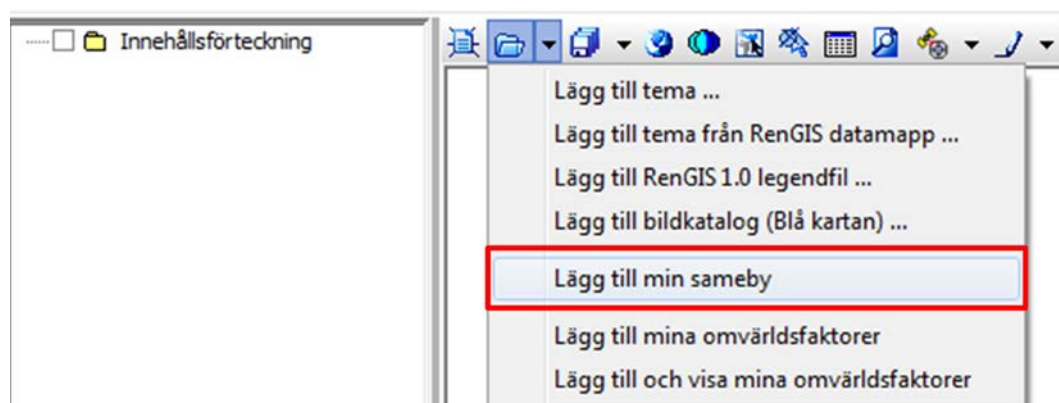 Innehållsförteckning
Lägg till tema ...
Lägg till tema från RenGIS datamapp ...
Lägg till RenGIS 1.0 legendfil ...
Lägg till bildkatalog (Blå kartan) ...
Lägg till min sameby
Lägg till mina omvärldsfaktorer
Lägg till och visa mina omvärldsfaktorer